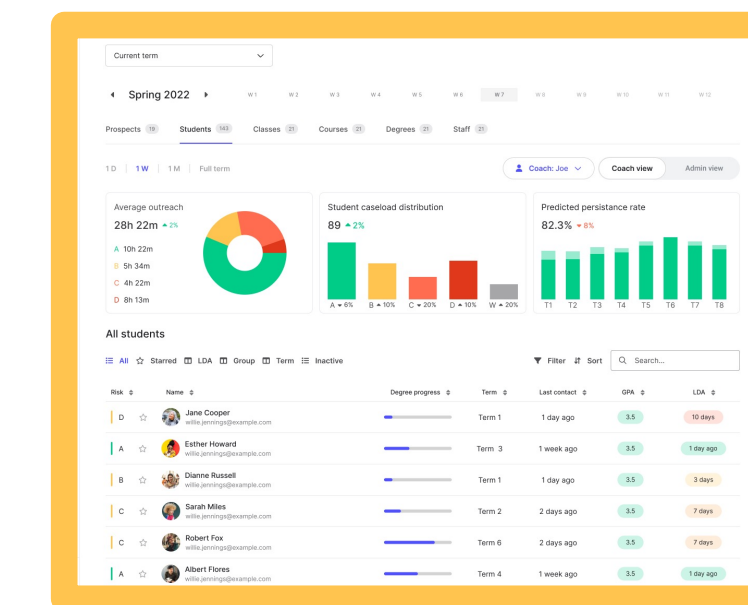 Current term
Spring 2022 W 1 W 2 W 3 W 4 W 5 W 6 W 7 W 8 W 9 W 10 W 11 W 12
Prospects 19 Students 143 Classes 21 Courses 21 Degrees 21 Staff 21
1 D 1 W 1 M Full term Coach: Joe Coach view Admin view
Average outreach
28h 22m 2%
A 10h 22m
B 5h 34m
C 4h 22m
D 8h 13m
Student caseload distribution
89 2%
A 6% B 10% C 20% D 10% W 20%
Predicted persistance rate
82.3% 8%
T1 T2 T3 T4 T5 T6 T7 T8
All students
All Starred LDA Group Term Inactive Filter Sort Search...
Risk Name Degree progress Term Last contact GPA LDA
D Jane Cooper Term 1 1 day ago 3.5 10 days
willie.jennings@example.com
A Esther Howard Term 3 1 week ago 3.5 1 day ago
willie.jennings@example.com
B Dianne Russell Term 1 1 day ago 3.5 3 days
willie.jennings@example.com
C Sarah Miles Term 2 2 days ago 3.5 7 days
willie.jennings@example.com
C Robert Fox Term 6 2 days ago 3.5 7 days
willie.jennings@example.com
A Albert Flores Term 4 1 week ago 3.5 1 day ago
willie.jennings@example.com